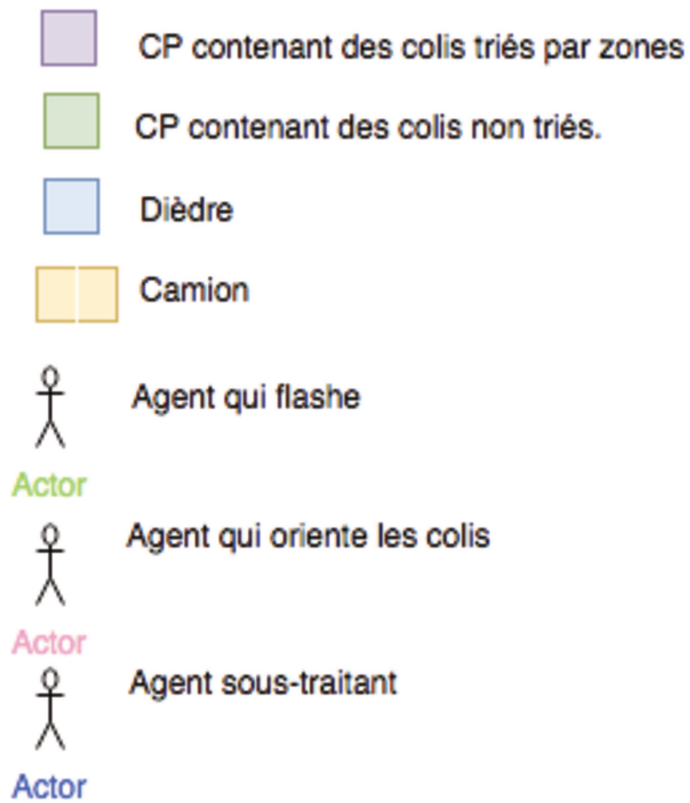 CP contenant des colis triés par zones
CP contenant des colis non triés.
Dièdre
Camion
Agent qui flashe
Actor
Agent qui oriente les colis
Actor
Agent sous-traitant
Actor